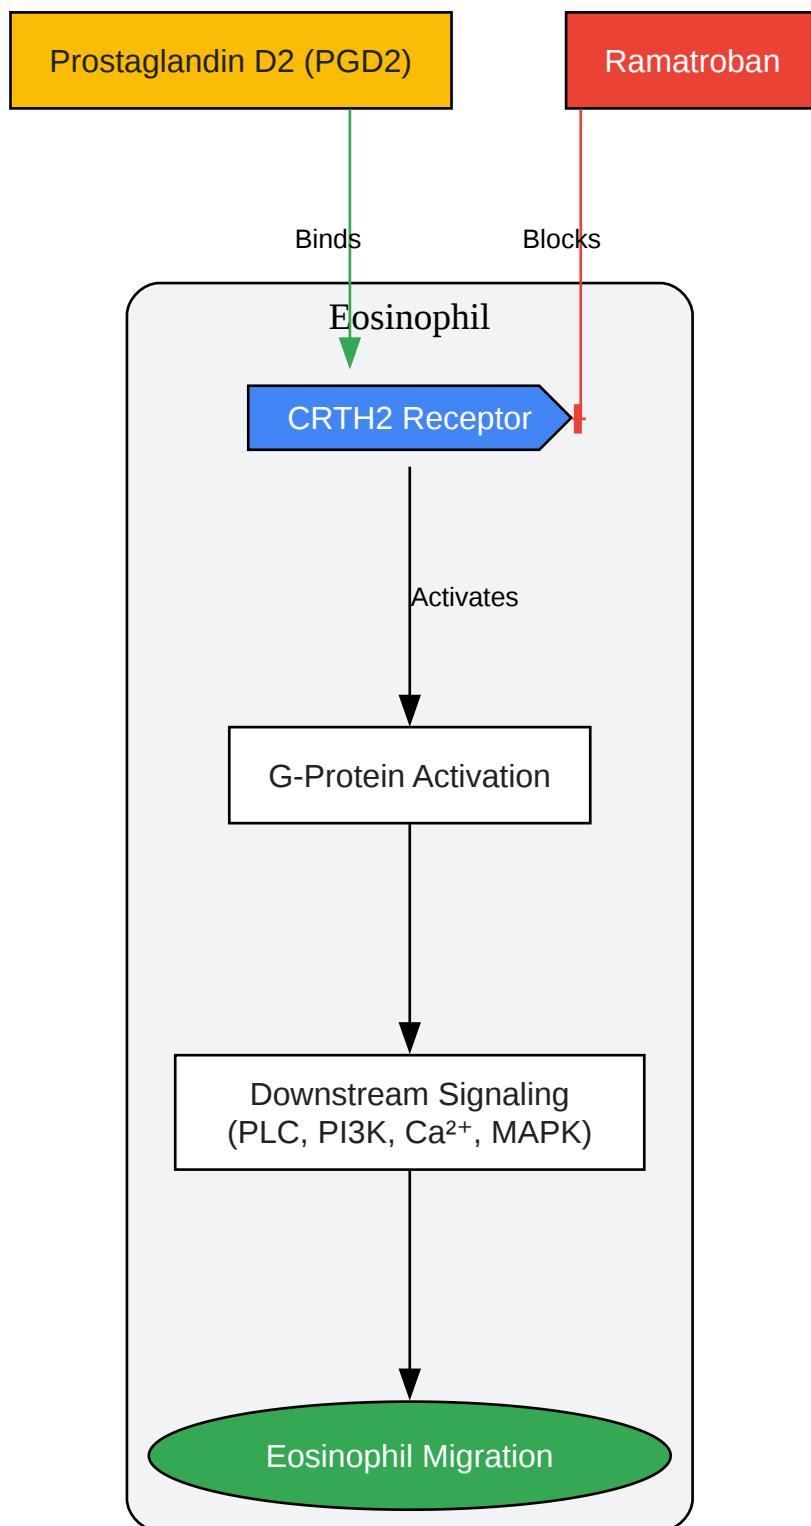 Prostaglandin D2 (PGD2)
Ramatroban
Binds
Blocks
Eosinophil
CRTH2 Receptor
Activates
G-Protein Activation
Downstream Signaling
(PLC, PI3K, Ca²⁺, MAPK)
Eosinophil Migration